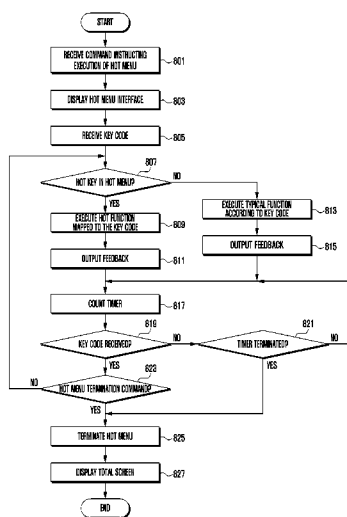 START
RECEIVE COMMAND INSTRUCTING
EXECUTION OF HOT MENU
801
DISPLAY HOT MENU INTERFACE
803
RECEIVE KEY CODE
805
807
HOT KEY IN HOT MENU?
NO
YES
EXECUTE HOT FUNCTION
MAPPED TO THE KEY CODE
809
EXECUTE TYPICAL FUNCTION
ACCORDING TO KEY CODE
813
OUTPUT FEEDBACK
811
OUTPUT FEEDBACK
815
COUNT TIMER
817
819
KEY CODE RECEIVED?
NO
821
TIMER TERMINATED?
NO
YES
823
NO
HOT MENU TERMINATION COMMAND?
YES
YES
TERMINATE HOT MENU
825
DISPLAY TOTAL SCREEN
827
END